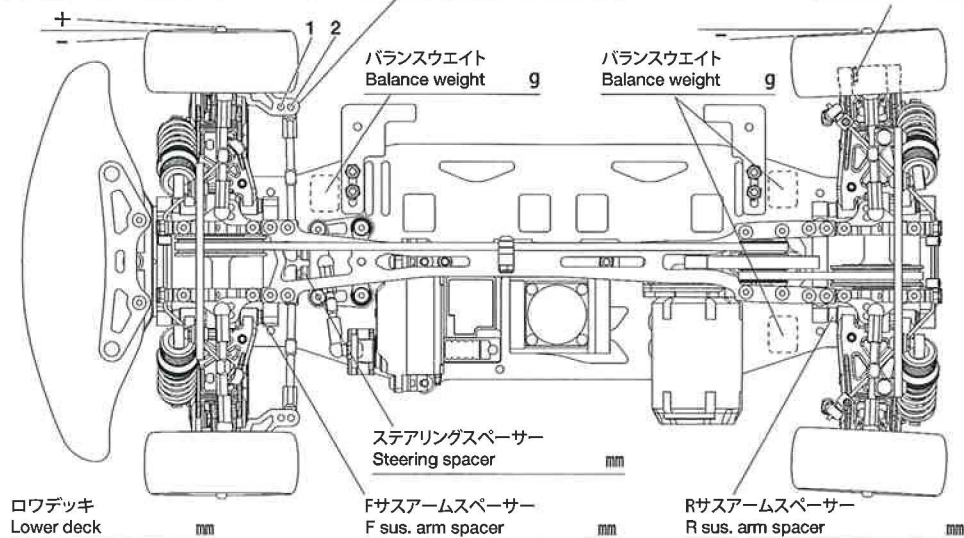 +
-
1 2
バランスウエイト
Balance weight g
バランスウエイト
Balance weight g
-
ステアリングスペーサー
Steering spacer mm
ロワデッキ
Lower deck mm
Fサスアームスペーサー
F sus. arm spacer mm
Rサスアームスペーサー
R sus. arm spacer mm